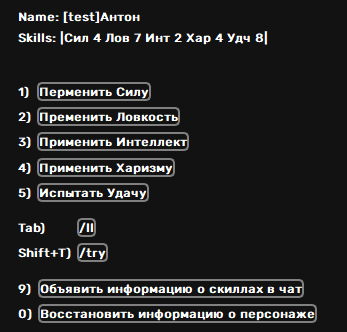 Name: [test]Антон
Skills: |Сил 4 Лов 7 Инт 2 Хар 4 Удч 8|
1) Перменить Силу
2) Пременить Ловкость
3) Применить Интеллект
4) Применить Харизму
5) Испытать Удачу
Tab) /ll
Shift+T) /try
9) Объявить информацию о скиллах в чат
0) Восстановить информацию о персонаже